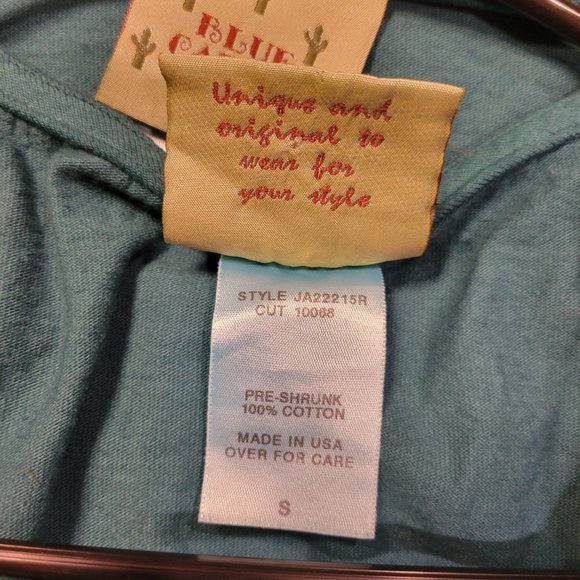 BLUE
Unique and
original to
wear for
your style
STYLE JA22215R
CUT 10068
PRE-SHRUNK
100% COTTON
MADE IN USA
OVER FOR CARE
S